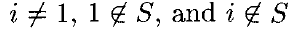 i ≠ 1, 1 ∉ S, and i ∉ S